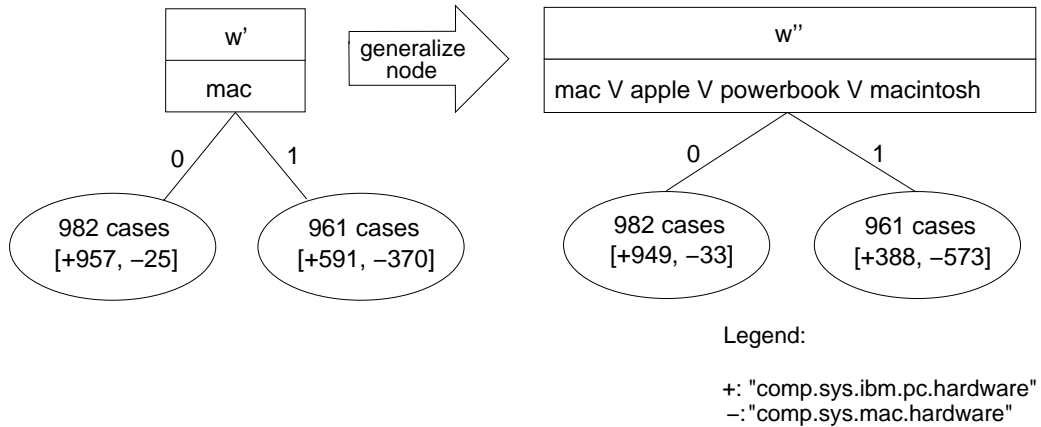 w'
mac
generalize
node
w''
mac V apple V powerbook V macintosh
0
1
0
1
982 cases
[+957, −25]
961 cases
[+591, −370]
982 cases
[+949, −33]
961 cases
[+388, −573]
Legend:
+: "comp.sys.ibm.pc.hardware"
−:"comp.sys.mac.hardware"